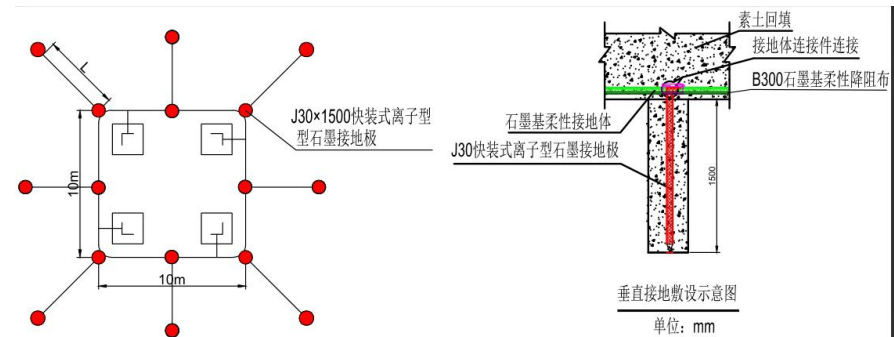 L
J30×1500快装式离子型
型石墨接地极
10m
10m
素土回填
接地体连接件连接
B300石墨基柔性降阻布
石墨基柔性接地体
J30快装式离子型石墨接地极
1500
垂直接地敷设示意图
单位：mm